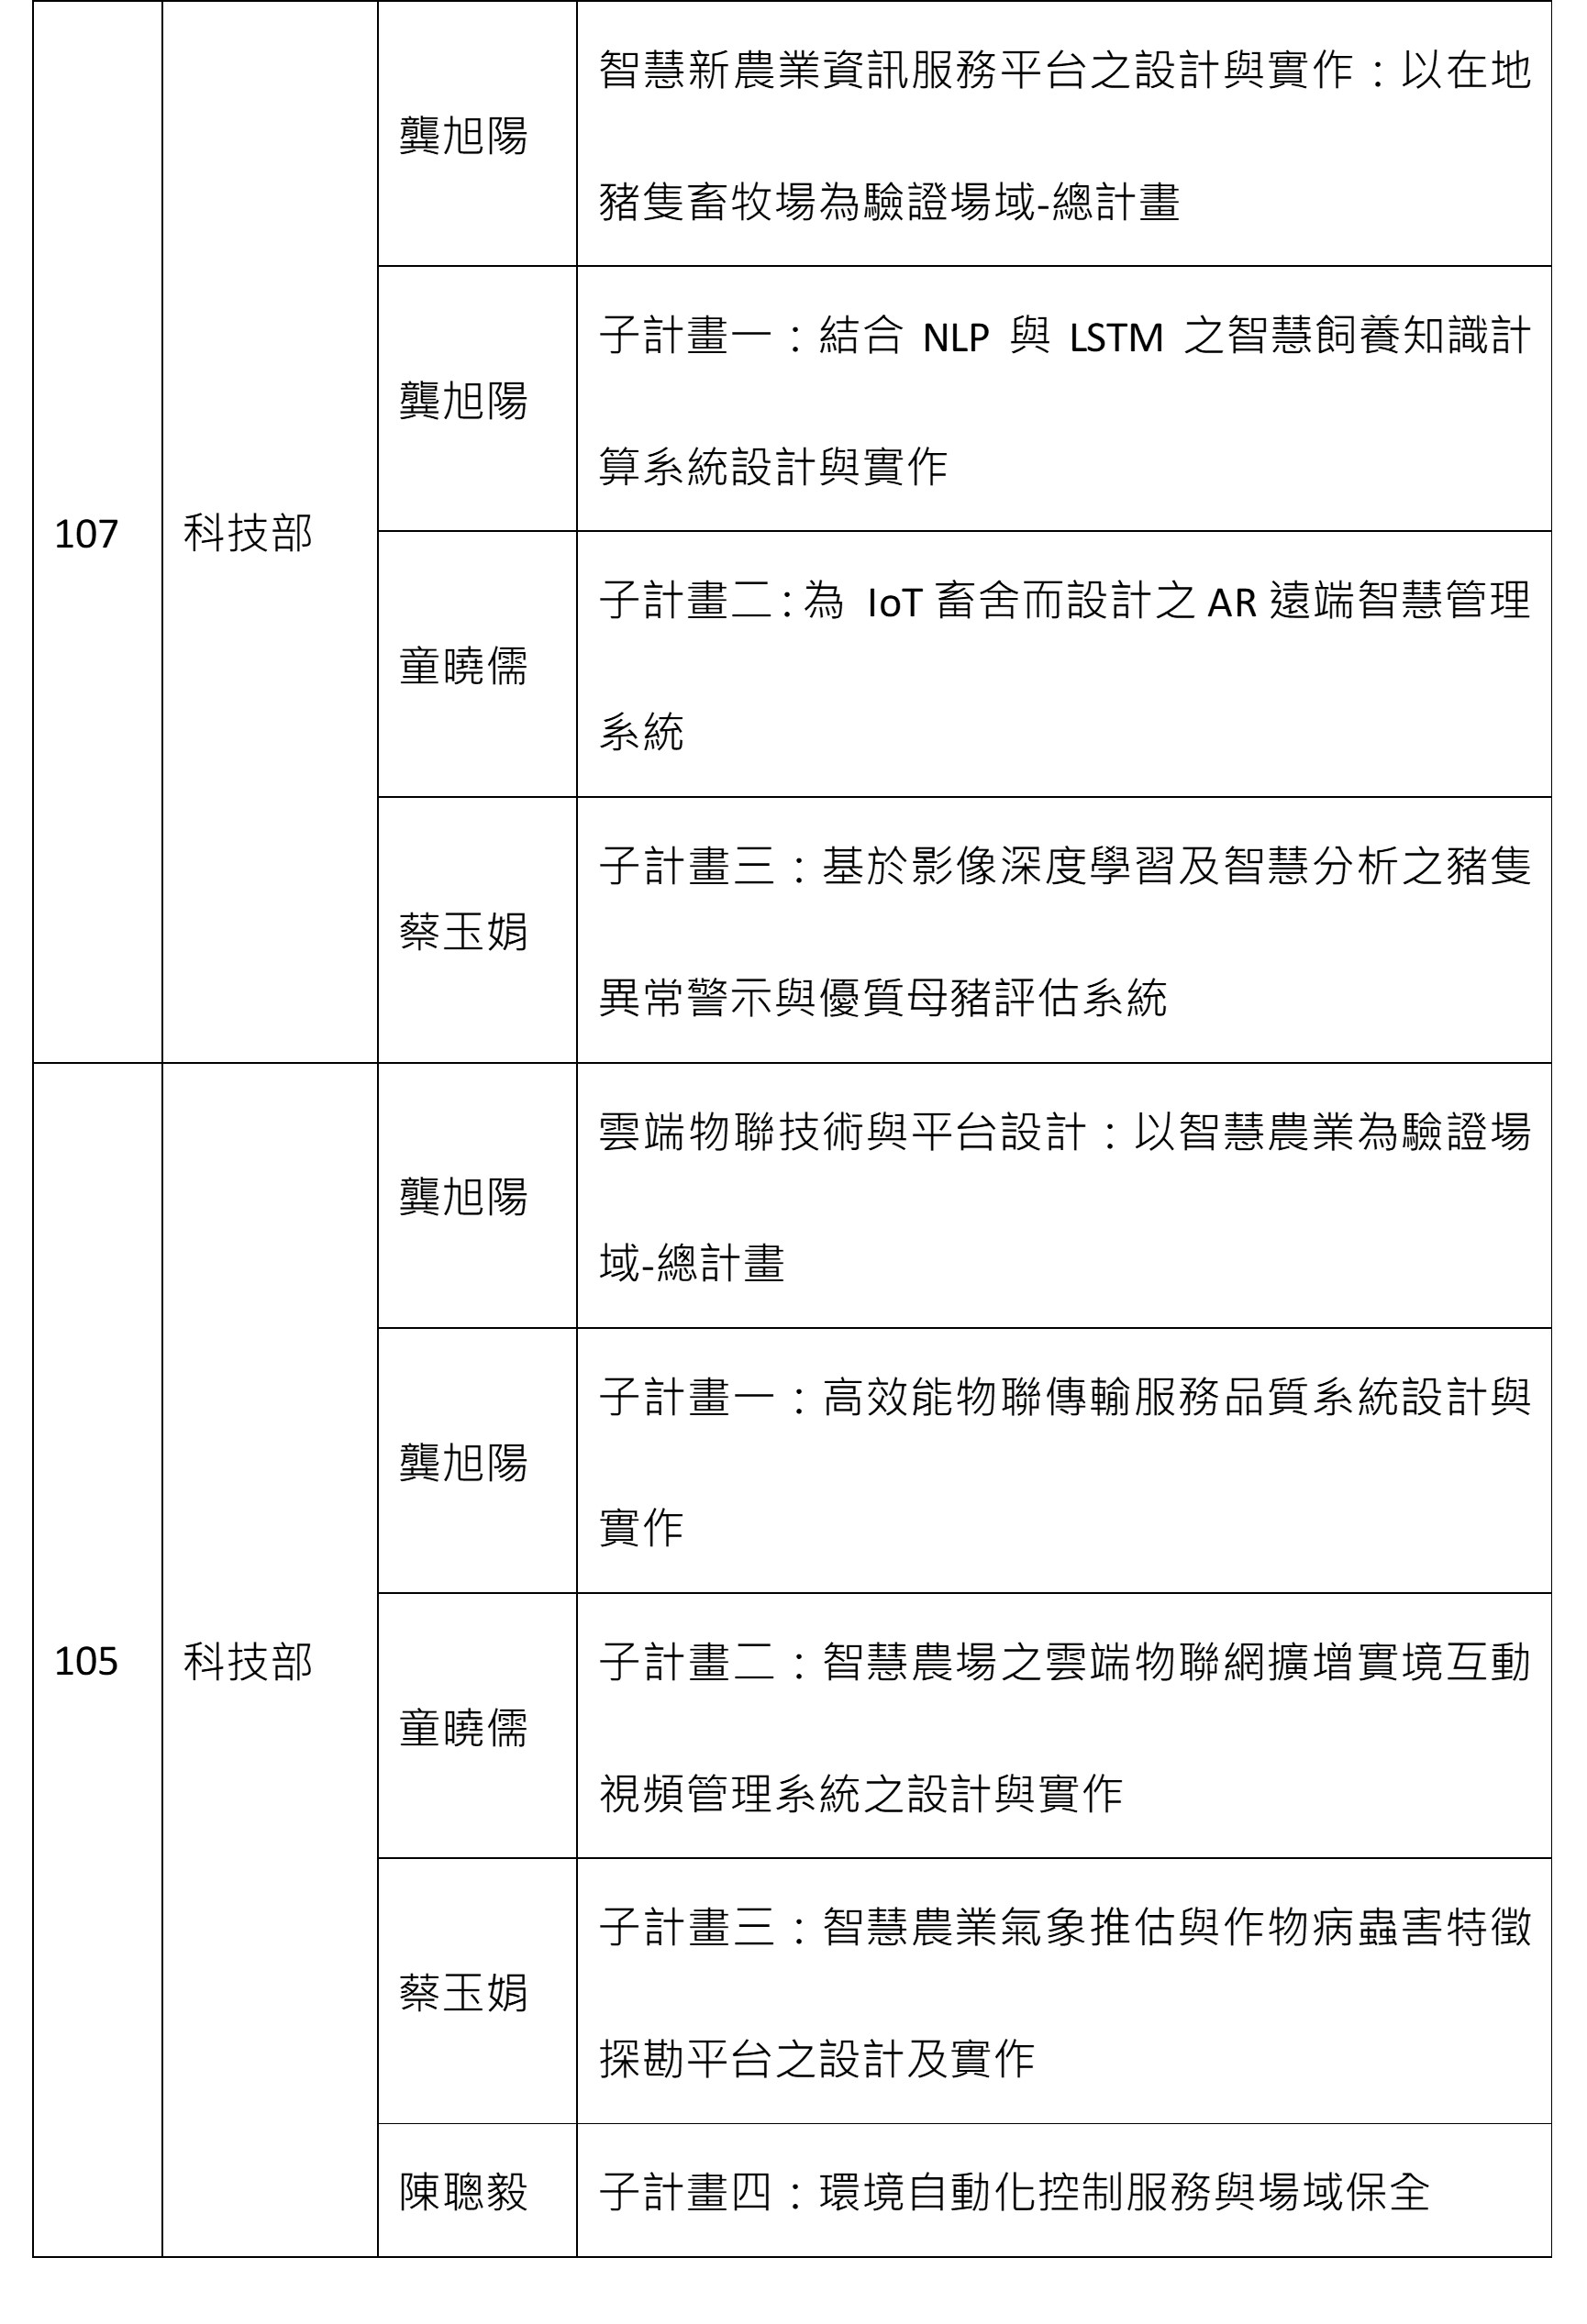 107
科技部
龔旭陽
智慧新農業資訊服務平台之設計與實作：以在地
豬隻畜牧場為驗證場域-總計畫
龔旭陽
子計畫一：結合 NLP 與 LSTM 之智慧飼養知識計
算系統設計與實作
童曉儒
子計畫二：為 IoT 畜舍而設計之 AR 遠端智慧管理
系統
蔡玉娟
子計畫三：基於影像深度學習及智慧分析之豬隻
異常警示與優質母豬評估系統
105
科技部
龔旭陽
雲端物聯技術與平台設計：以智慧農業為驗證場
域-總計畫
龔旭陽
子計畫一：高效能物聯傳輸服務品質系統設計與
實作
童曉儒
子計畫二：智慧農場之雲端物聯網擴增實境互動
視頻管理系統之設計與實作
蔡玉娟
子計畫三：智慧農業氣象推估與作物病蟲害特徵
探勘平台之設計及實作
陳聰毅
子計畫四：環境自動化控制服務與場域保全